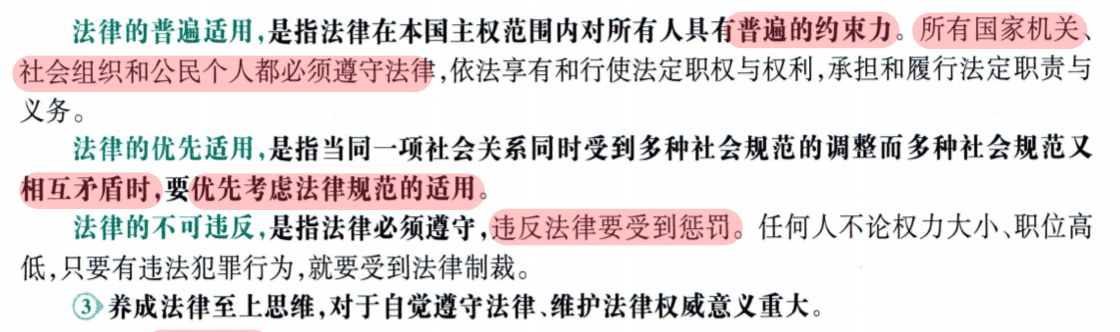 法律的普遍适用,是指法律在本国主权范围内对所有人具有普遍的约束力。所有国家机关、
社会组织和公民个人都必须遵守法律,依法享有和行使法定职权与权利,承担和履行法定职责与
义务。
法律的优先适用,是指当同一项社会关系同时受到多种社会规范的调整而多种社会规范又
相互矛盾时,要优先考虑法律规范的适用。
法律的不可违反,是指法律必须遵守,违反法律要受到惩罚。任何人不论权力大小、职位高
低,只要有违法犯罪行为,就要受到法律制裁。
③养成法律至上思维,对于自觉遵守法律、维护法律权威意义重大。